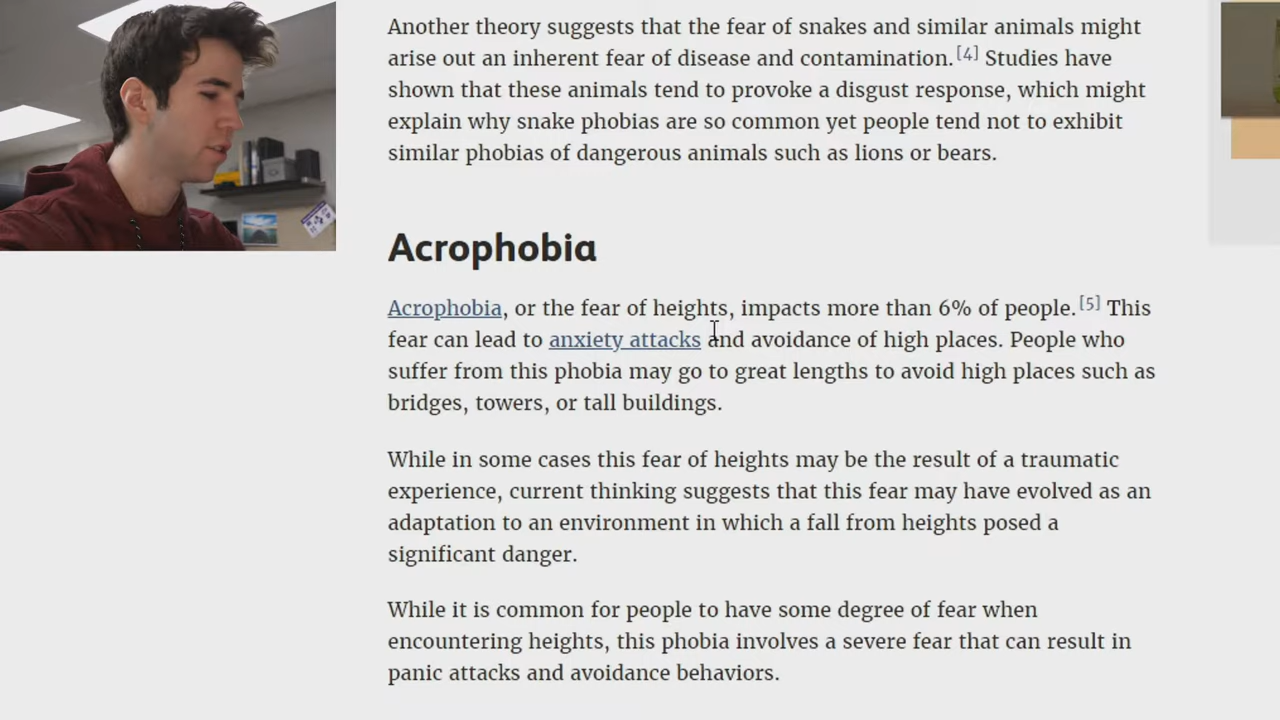 Another theory suggests that the fear of snakes and similar animals might
arise out an inherent fear of disease and contamination.[4] Studies have
shown that these animals tend to provoke a disgust response, which might
explain why snake phobias are so common yet people tend not to exhibit
similar phobias of dangerous animals such as lions or bears.
Acrophobia
Acrophobia, or the fear of heights, impacts more than 6% of people.[5] This
fear can lead to anxiety attacks and avoidance of high places. People who
suffer from this phobia may go to great lengths to avoid high places such as
bridges, towers, or tall buildings.
While in some cases this fear of heights may be the result of a traumatic
experience, current thinking suggests that this fear may have evolved as an
adaptation to an environment in which a fall from heights posed a
significant danger.
While it is common for people to have some degree of fear when
encountering heights, this phobia involves a severe fear that can result in
panic attacks and avoidance behaviors.